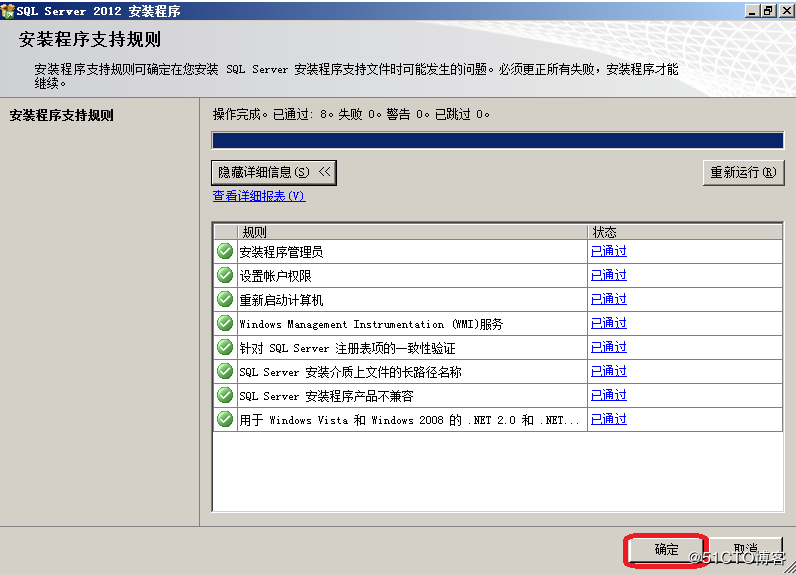 SQL Server 2012 安装程序
安装程序支持规则
安装程序支持规则可确定在您安装 SQL Server 安装程序支持文件时可能发生的问题。必须更正所有失败，安装程序才能
继续。
安装程序支持规则
操作完成。已通过: 8。失败 0。警告 0。已跳过 0。
隐藏详细信息(S) <<
重新运行(R)
查看详细报表(V)
规则 状态
安装程序管理员 已通过
设置帐户权限 已通过
重新启动计算机 已通过
Windows Management Instrumentation (WMI)服务 已通过
针对 SQL Server 注册表项的一致性验证 已通过
SQL Server 安装介质上文件的长路径名称 已通过
SQL Server 安装程序产品不兼容 已通过
用于 Windows Vista 和 Windows 2008 的 .NET 2.0 和 .NET... 已通过
确定 取消
@51CTO博客